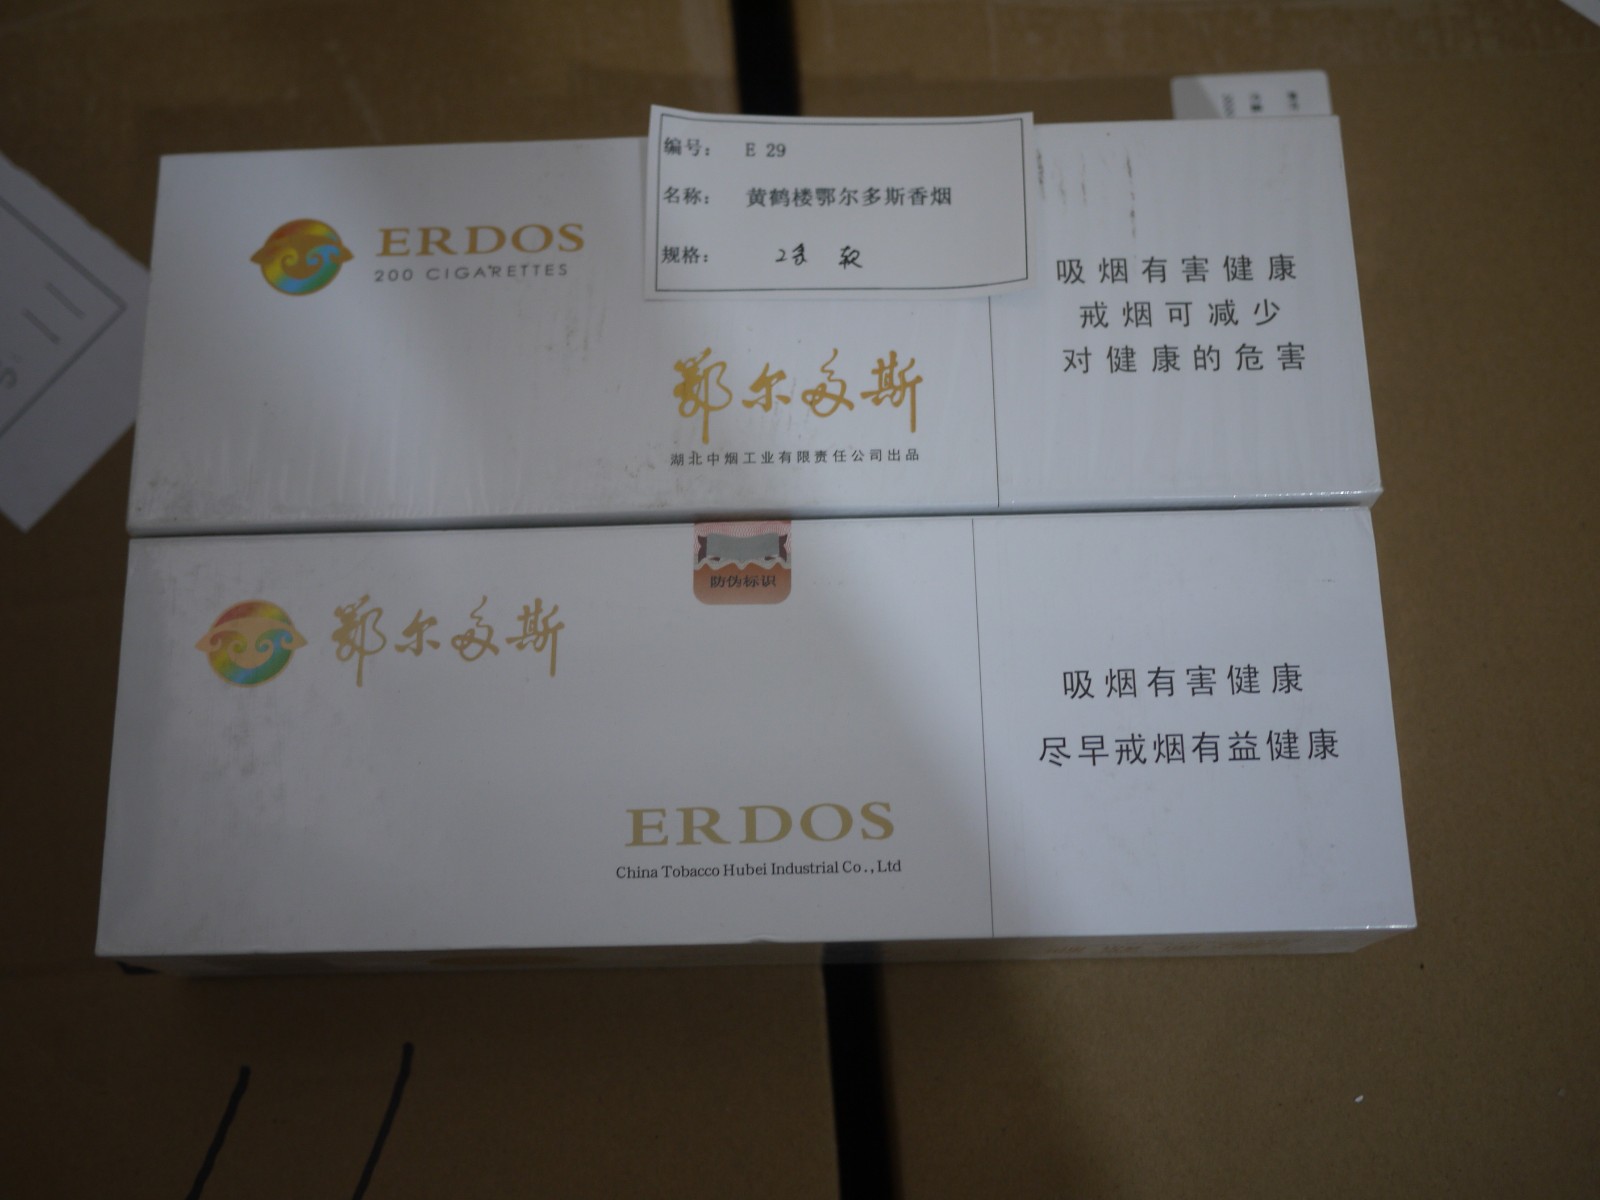 编号： E 29
名称： 黄鹤楼鄂尔多斯香烟
规格： 2条 软
ERDOS
200 CIGARETTES
鄂尔多斯
湖北中烟工业有限责任公司出品
吸烟有害健康
戒烟可减少
对健康的危害
防伪标识
鄂尔多斯
ERDOS
China Tobacco Hubei Industrial Co.,Ltd
吸烟有害健康
尽早戒烟有益健康